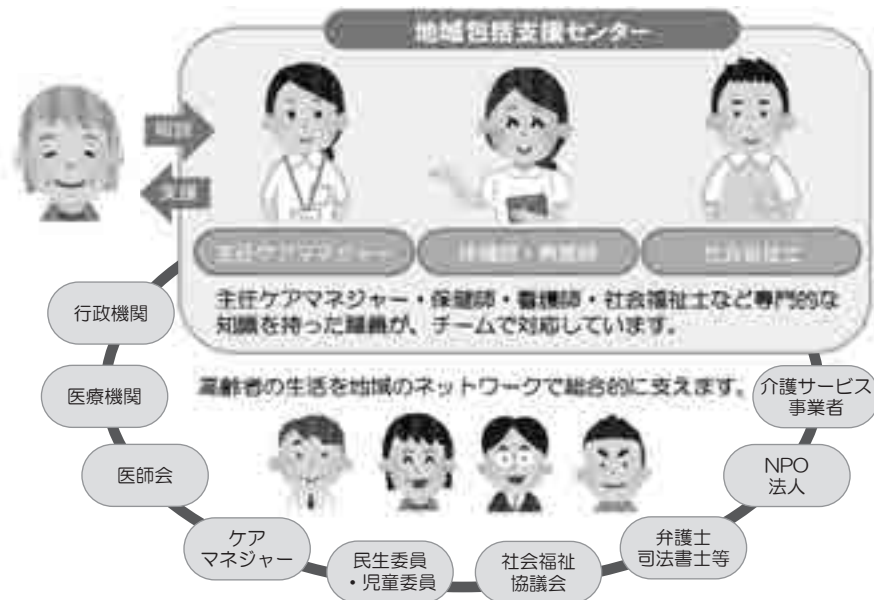 地域包括支援センター
相談
支援
主任ケアマネジャー
保健師・看護師
社会福祉士
主任ケアマネジャー・保健師・看護師・社会福祉士など専門的な
知識を持った職員が、チームで対応しています。
高齢者の生活を地域のネットワークで総合的に支えます。
行政機関
医療機関
医師会
ケア
マネジャー
民生委員
・児童委員
社会福祉
協議会
弁護士
司法書士等
NPO
法人
介護サービス
事業者